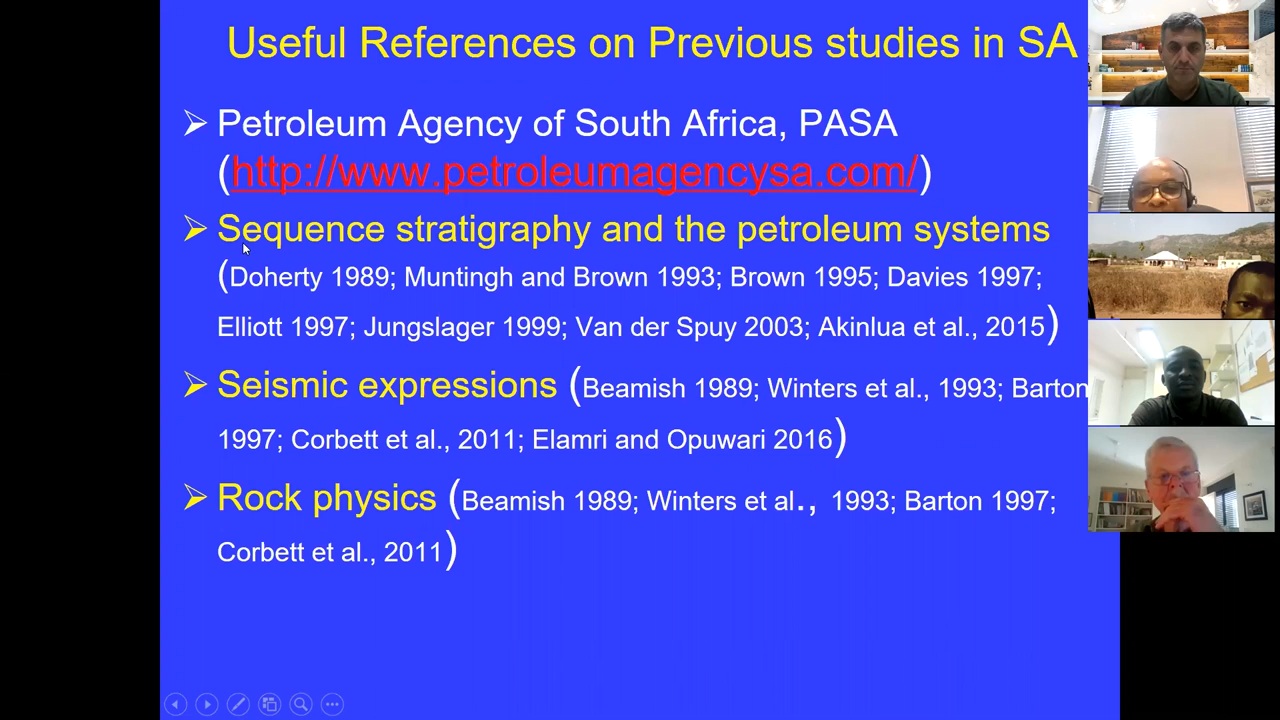 Useful References on Previous studies in SA
➢ Petroleum Agency of South Africa, PASA
(http://www.petroleumagencysa.com/)
➢ Sequence stratigraphy and the petroleum systems
(Doherty 1989; Muntingh and Brown 1993; Brown 1995; Davies 1997;
Elliott 1997; Jungslager 1999; Van der Spuy 2003; Akinlua et al., 2015)
➢ Seismic expressions (Beamish 1989; Winters et al., 1993; Barton
1997; Corbett et al., 2011; Elamri and Opuwari 2016)
➢ Rock physics (Beamish 1989; Winters et al., 1993; Barton 1997;
Corbett et al., 2011)